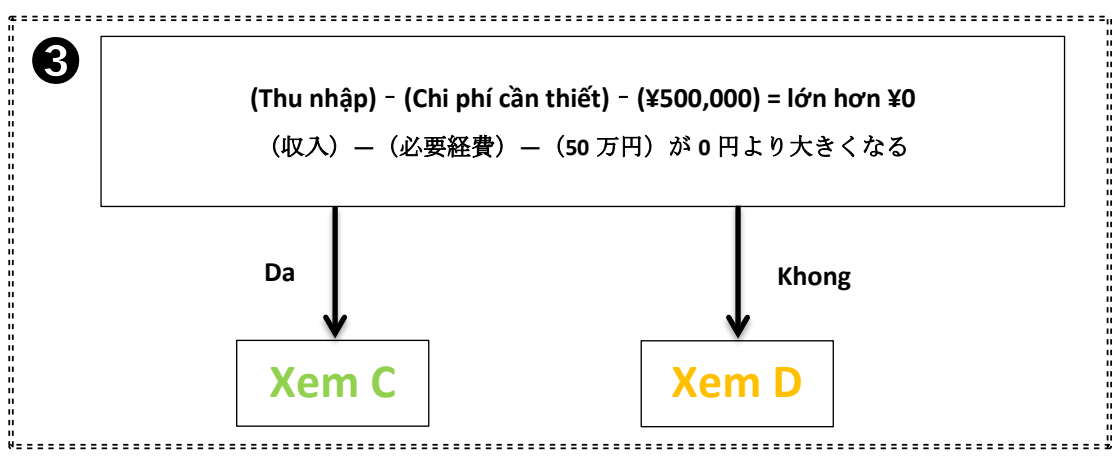 ❸
(Thu nhập) – (Chi phí cần thiết) – (¥500,000) = lớn hơn ¥0
（収入）―（必要経費）―（50 万円）が 0 円より大きくなる
Da
Khong
Xem C
Xem D